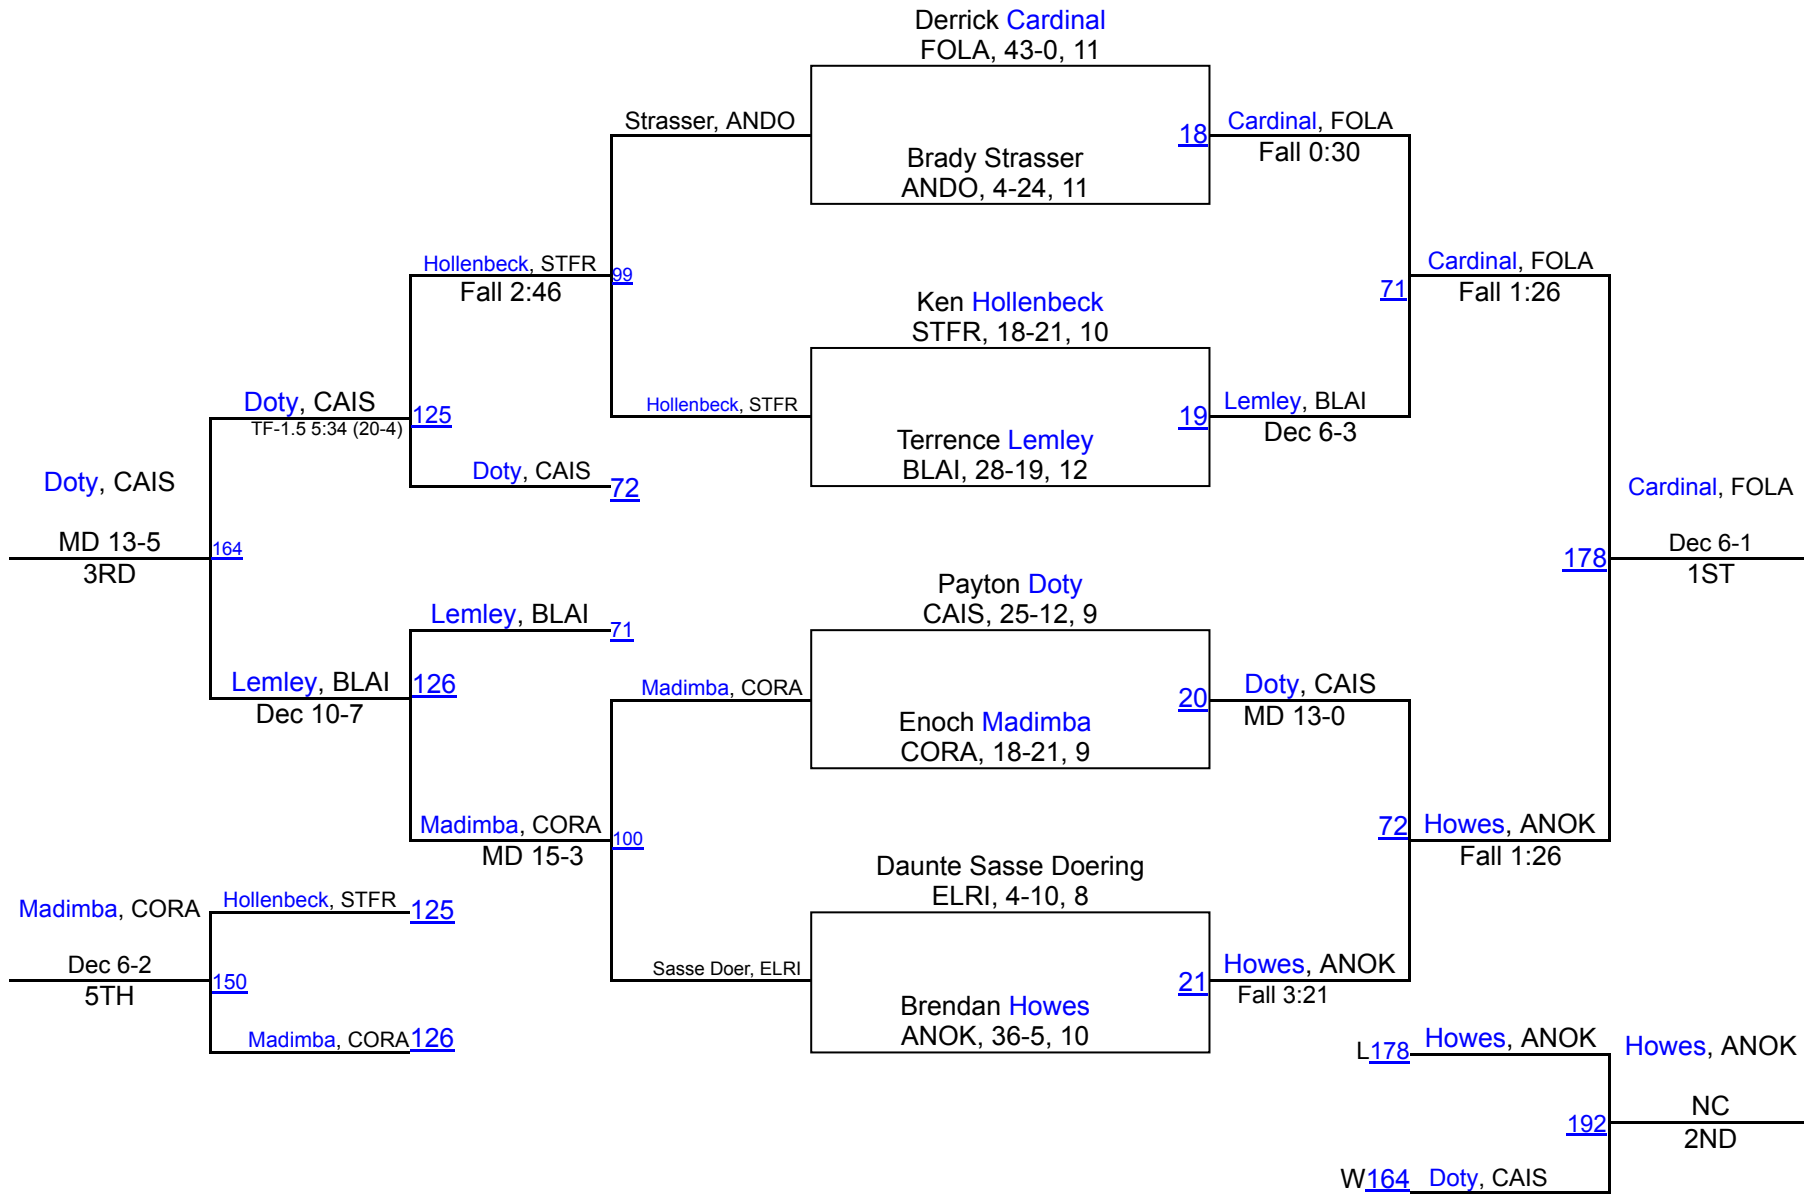 Derrick Cardinal
FOLA, 43-0, 11
Strasser, ANDO
18
Cardinal, FOLA
Fall 0:30
Brady Strasser
ANDO, 4-24, 11
Hollenbeck, STFR
99
Fall 2:46
Cardinal, FOLA
71
Fall 1:26
Ken Hollenbeck
STFR, 18-21, 10
Doty, CAIS
125
TF-1.5 5:34 (20-4)
Hollenbeck, STFR
19
Lemley, BLAI
Dec 6-3
Terrence Lemley
BLAI, 28-19, 12
Doty, CAIS
72
Doty, CAIS
MD 13-5
164
3RD
Cardinal, FOLA
178
Dec 6-1
1ST
Payton Doty
CAIS, 25-12, 9
Lemley, BLAI
71
Lemley, BLAI
126
Dec 10-7
Madimba, CORA
20
Doty, CAIS
MD 13-0
Enoch Madimba
CORA, 18-21, 9
Madimba, CORA
100
MD 15-3
72
Howes, ANOK
Fall 1:26
Daunte Sasse Doering
ELRI, 4-10, 8
Madimba, CORA
Hollenbeck, STFR
125
Dec 6-2
150
5TH
Madimba, CORA
126
Sasse Doer, ELRI
21
Howes, ANOK
Fall 3:21
Brendan Howes
ANOK, 36-5, 10
L178
Howes, ANOK
Howes, ANOK
192
NC
2ND
W164
Doty, CAIS